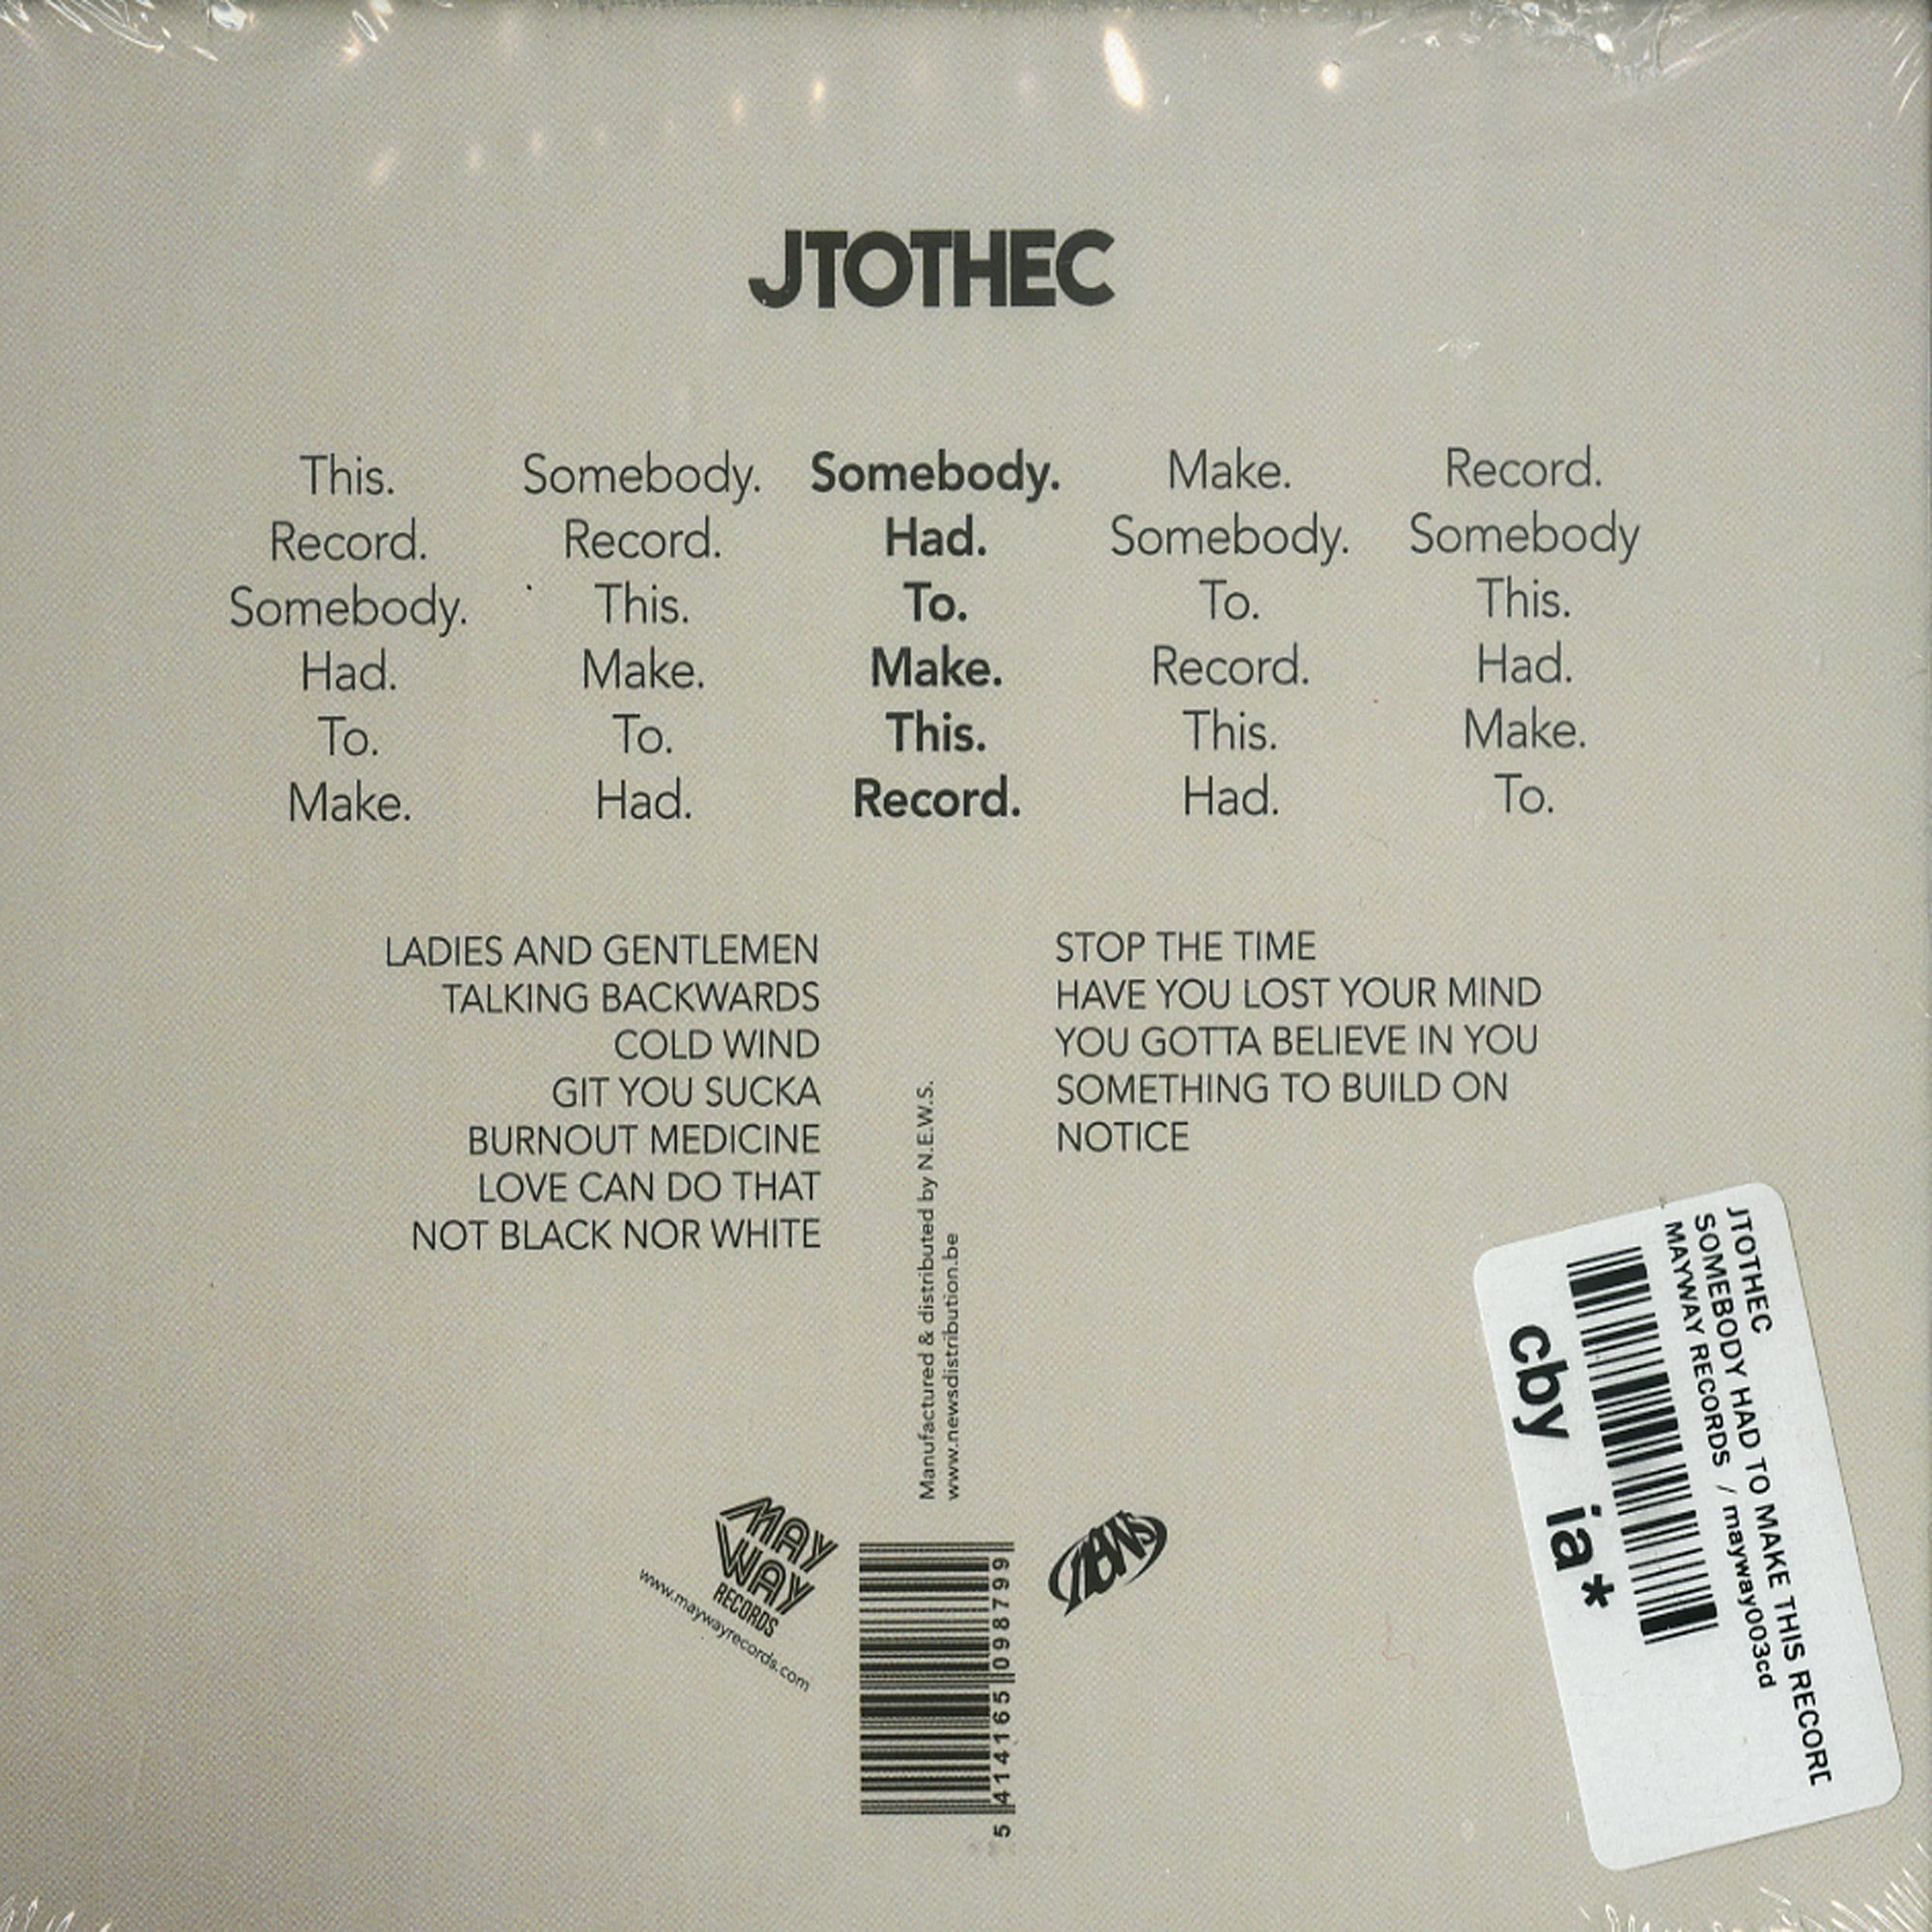 JTOTHEC
This.
Record.
Somebody.
Had.
To.
Make.
Somebody.
Record.
This.
Make.
To.
Had.
Somebody.
Had.
To.
Make.
This.
Record.
Make.
Somebody.
To.
Record.
This.
Had.
Record.
Somebody
This.
Had.
Make.
To.
LADIES AND GENTLEMEN
TALKING BACKWARDS
COLD WIND
GIT YOU SUCKA
BURNOUT MEDICINE
LOVE CAN DO THAT
NOT BLACK NOR WHITE
STOP THE TIME
HAVE YOU LOST YOUR MIND
YOU GOTTA BELIEVE IN YOU
SOMETHING TO BUILD ON
NOTICE
Manufactured & distributed by N.E.W.S.
www.newsdistribution.be
MAY
WAY
RECORDS
www.maywayrecords.com
5 414165 098799
NEWS
JTOTHEC
SOMEBODY HAD TO MAKE THIS RECORD
MAYWAY RECORDS / mayway003cd
cby ia*